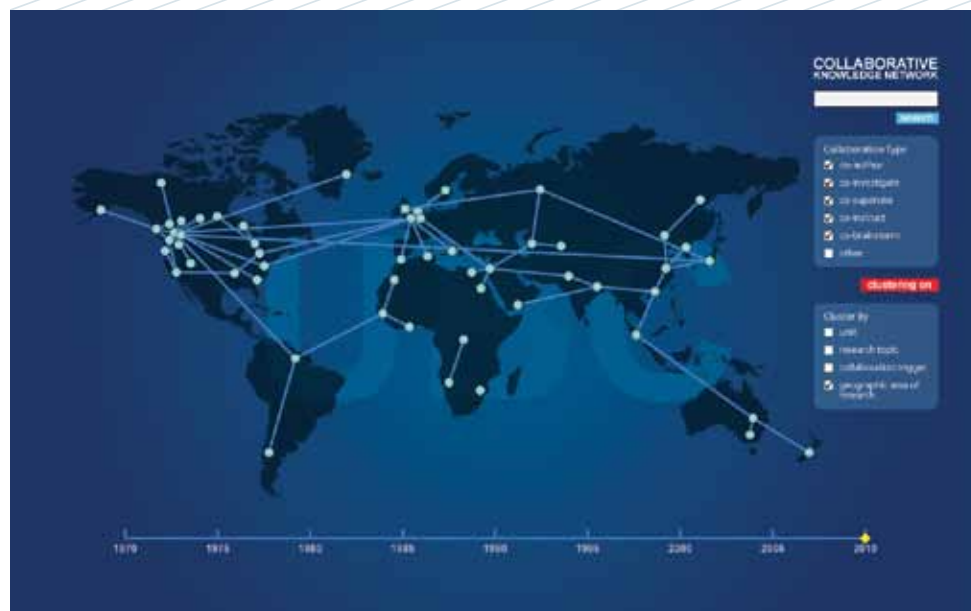 COLLABORATIVE
KNOWLEDGE NETWORK
search
Collaboration Type
co-author
co-investigate
co-supervise
co-instruct
co-brainstorm
other
clustering on
Cluster By
unit
research topic
collaboration trigger
geographic area of
research
ubc
1970
1975
1980
1985
1990
1995
2000
2005
2010